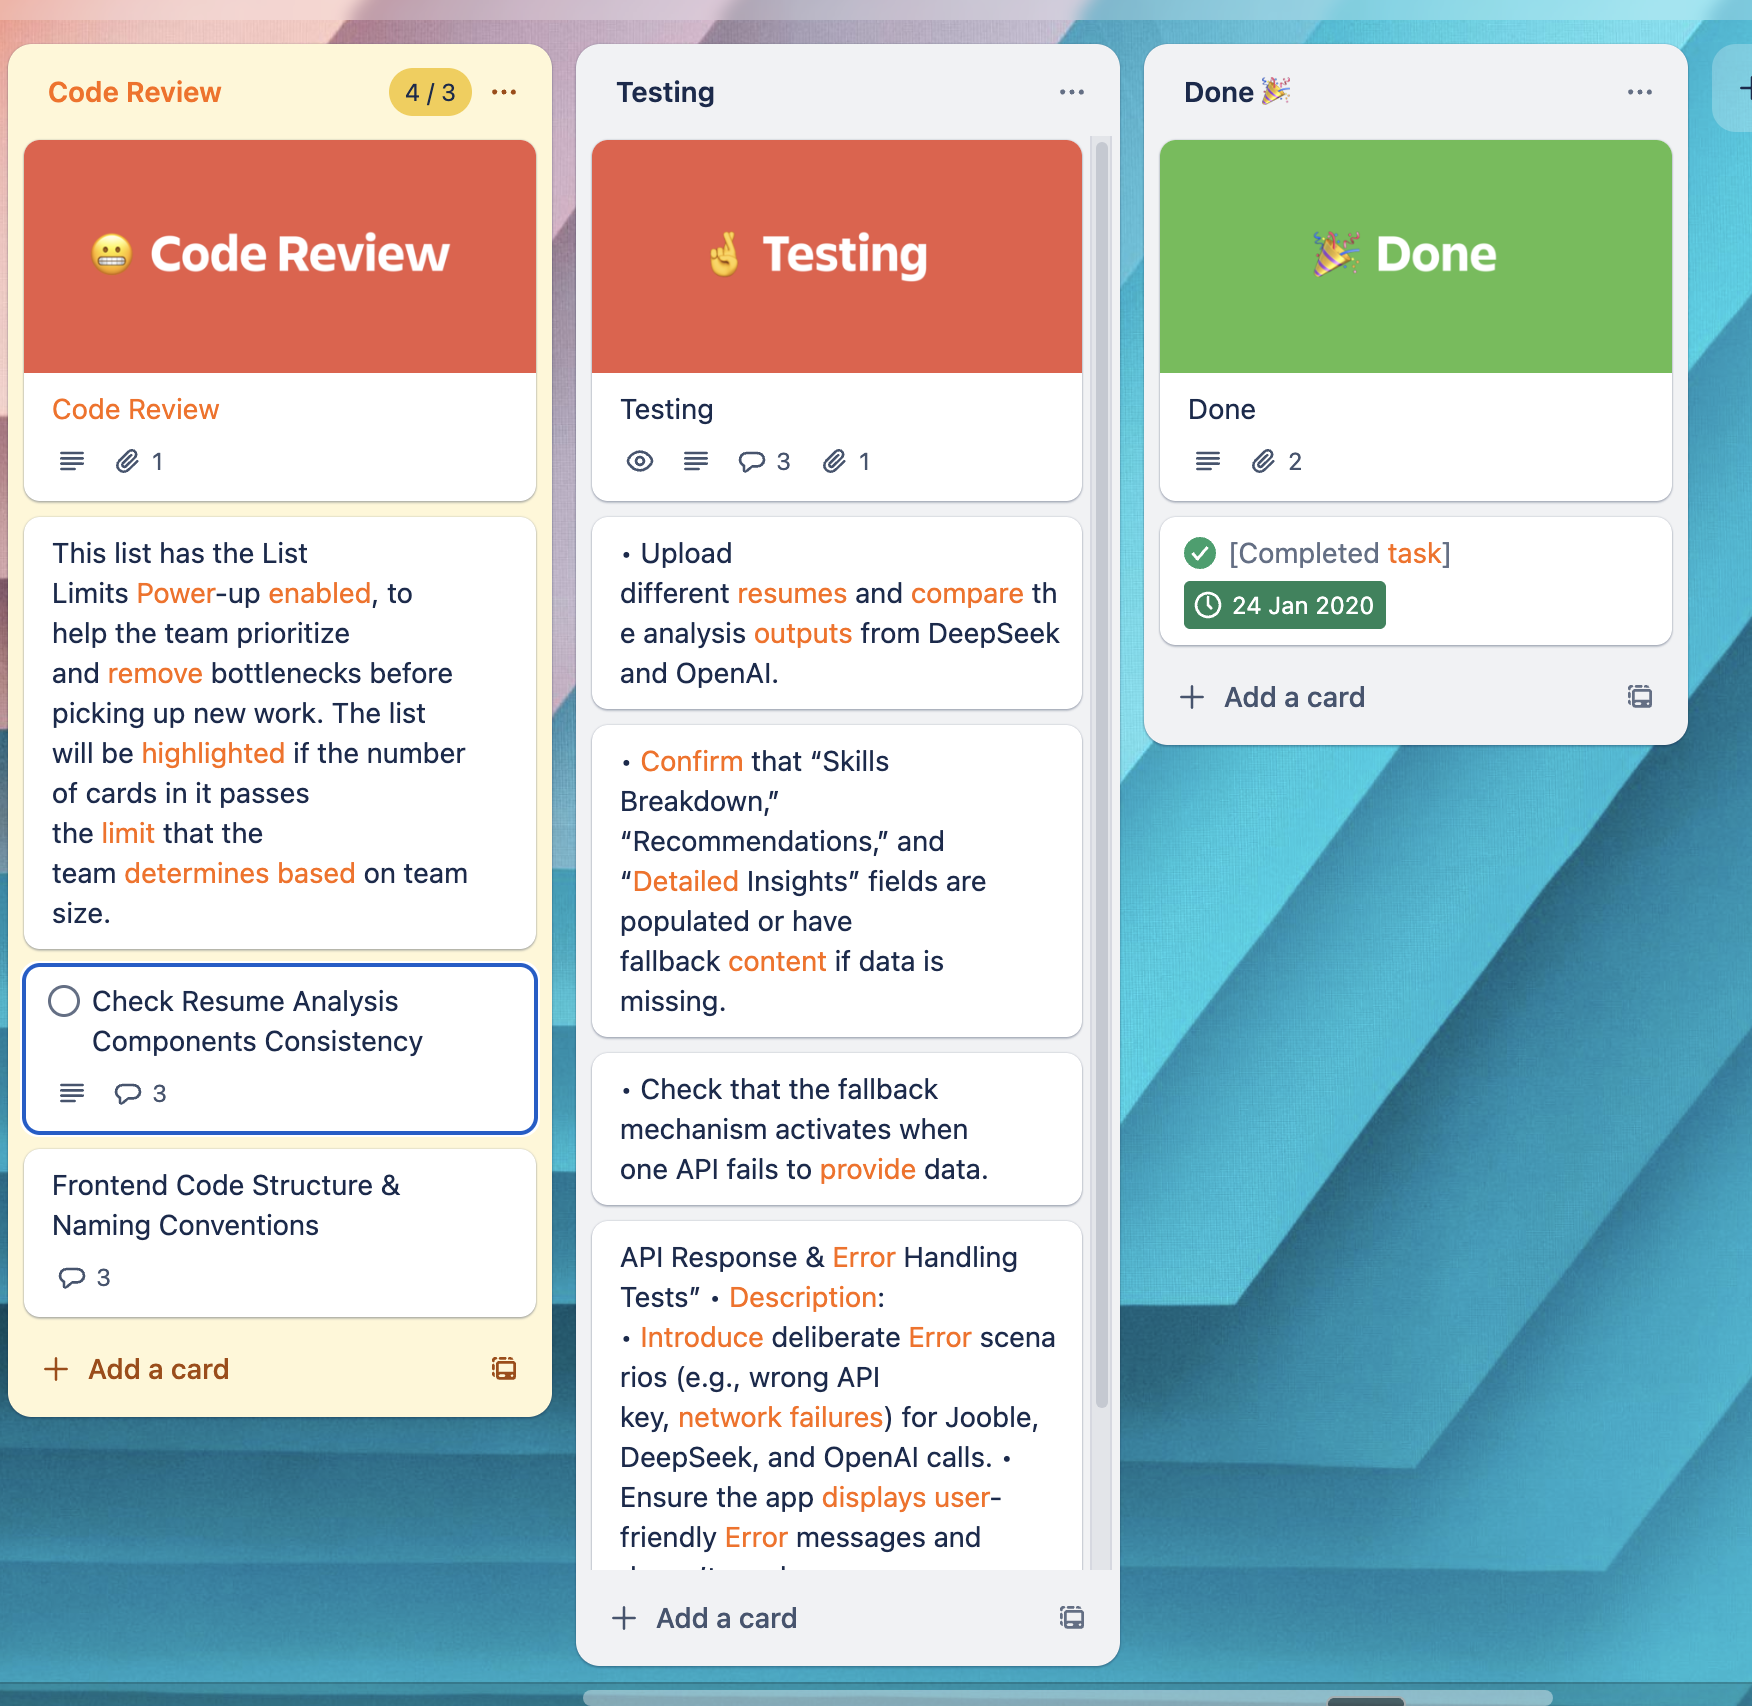 Code Review
4 / 3
Code Review
Code Review
1
This list has the List
Limits Power-up enabled, to
help the team prioritize
and remove bottlenecks before
picking up new work. The list
will be highlighted if the number
of cards in it passes
the limit that the
team determines based on team
size.
Check Resume Analysis
Components Consistency
3
Frontend Code Structure &
Naming Conventions
3
Add a card
Testing
Testing
Testing
3
1
• Upload
different resumes and compare th
e analysis outputs from DeepSeek
and OpenAI.
• Confirm that “Skills
Breakdown,”
“Recommendations,” and
“Detailed Insights” fields are
populated or have
fallback content if data is
missing.
• Check that the fallback
mechanism activates when
one API fails to provide data.
API Response & Error Handling
Tests” • Description:
• Introduce deliberate Error scena
rios (e.g., wrong API
key, network failures) for Jooble,
DeepSeek, and OpenAI calls. •
Ensure the app displays user-
friendly Error messages and
Add a card
Done 🎉
🎉 Done
Done
2
[Completed task]
24 Jan 2020
Add a card